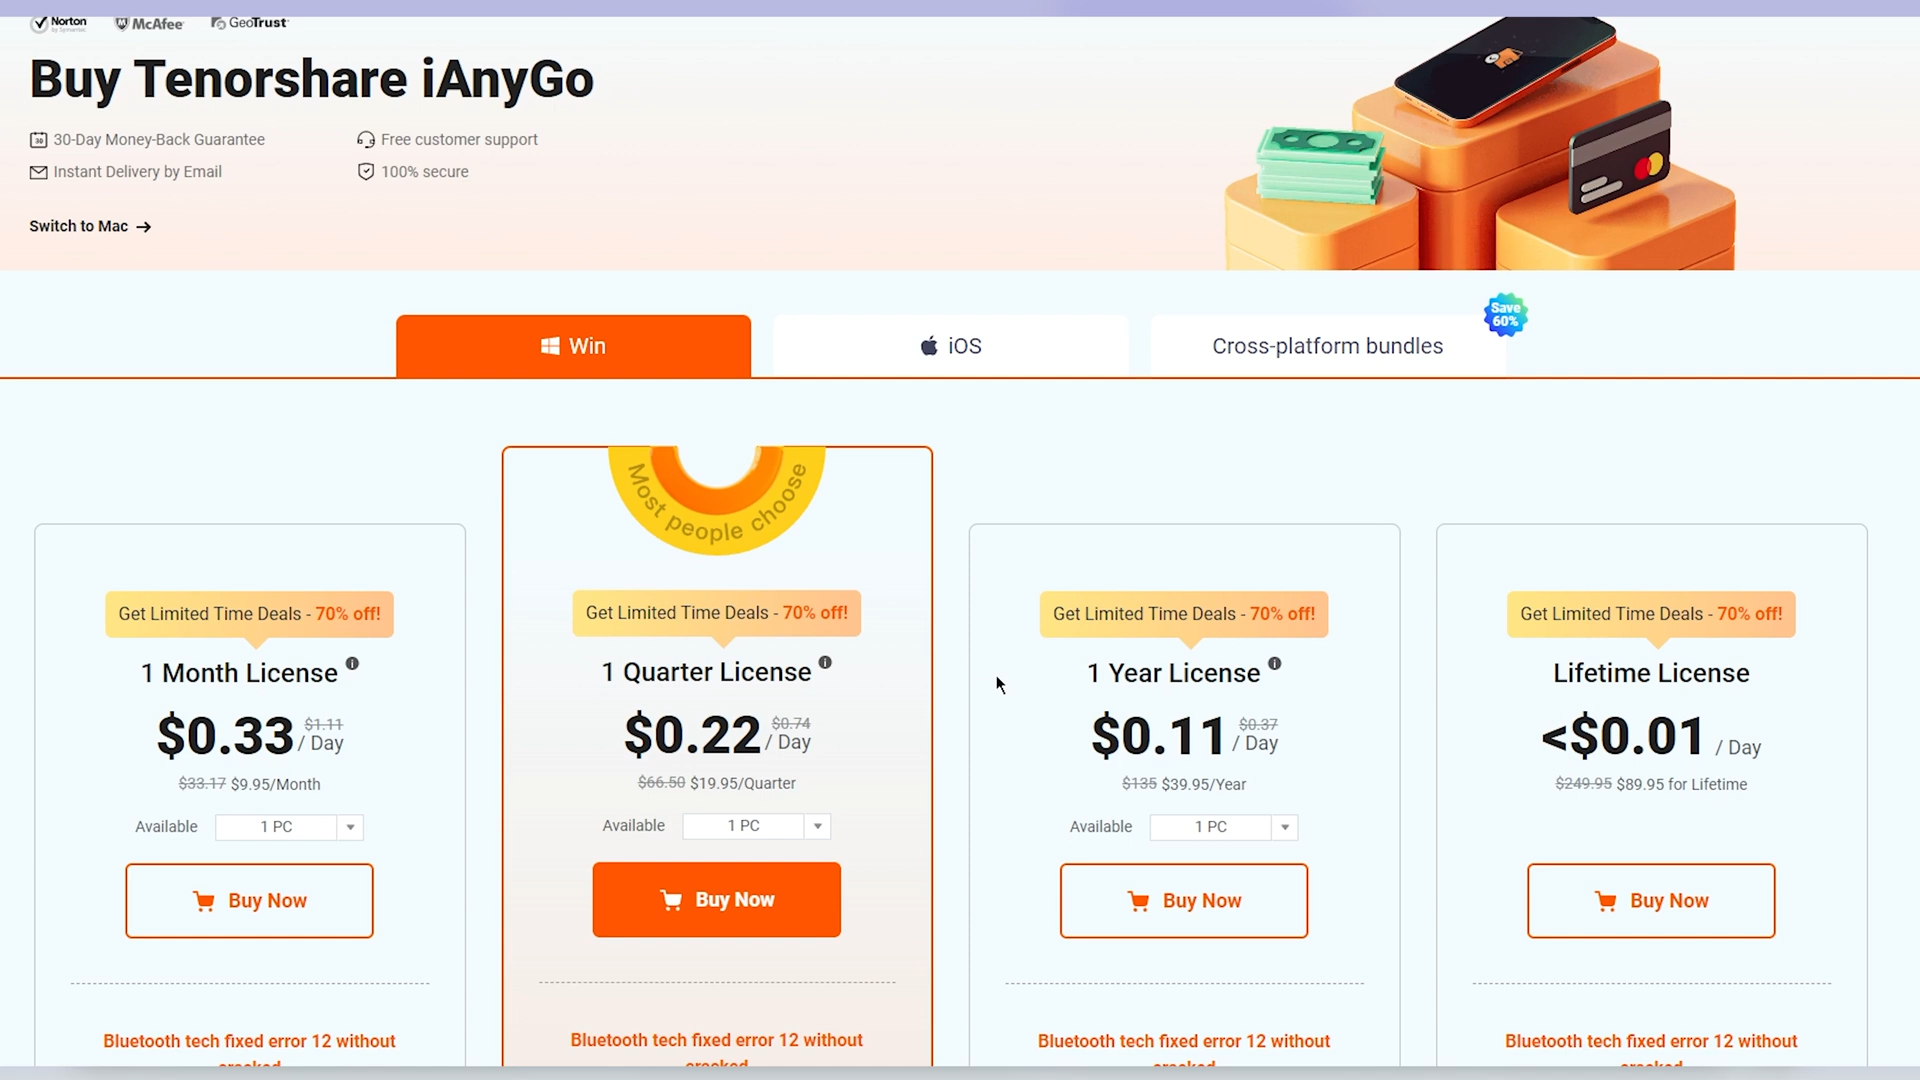 Norton
by Symantec
McAfee
GeoTrust
Buy Tenorshare iAnyGo
30-Day Money-Back Guarantee
Free customer support
Instant Delivery by Email
100% secure
Switch to Mac →
Save
60%
Win
iOS
Cross-platform bundles
Most people choose
Get Limited Time Deals - 70% off!
1 Month License
$0.33 $1.11 / Day
$33.17 $9.95/Month
Available 1 PC
Buy Now
Bluetooth tech fixed error 12 without
cracked
Get Limited Time Deals - 70% off!
1 Quarter License
$0.22 $0.74 / Day
$66.50 $19.95/Quarter
Available 1 PC
Buy Now
Bluetooth tech fixed error 12 without
cracked
Get Limited Time Deals - 70% off!
1 Year License
$0.11 $0.37 / Day
$135 $39.95/Year
Available 1 PC
Buy Now
Bluetooth tech fixed error 12 without
cracked
Get Limited Time Deals - 70% off!
Lifetime License
<$0.01 / Day
$249.95 $89.95 for Lifetime
Buy Now
Bluetooth tech fixed error 12 without
cracked